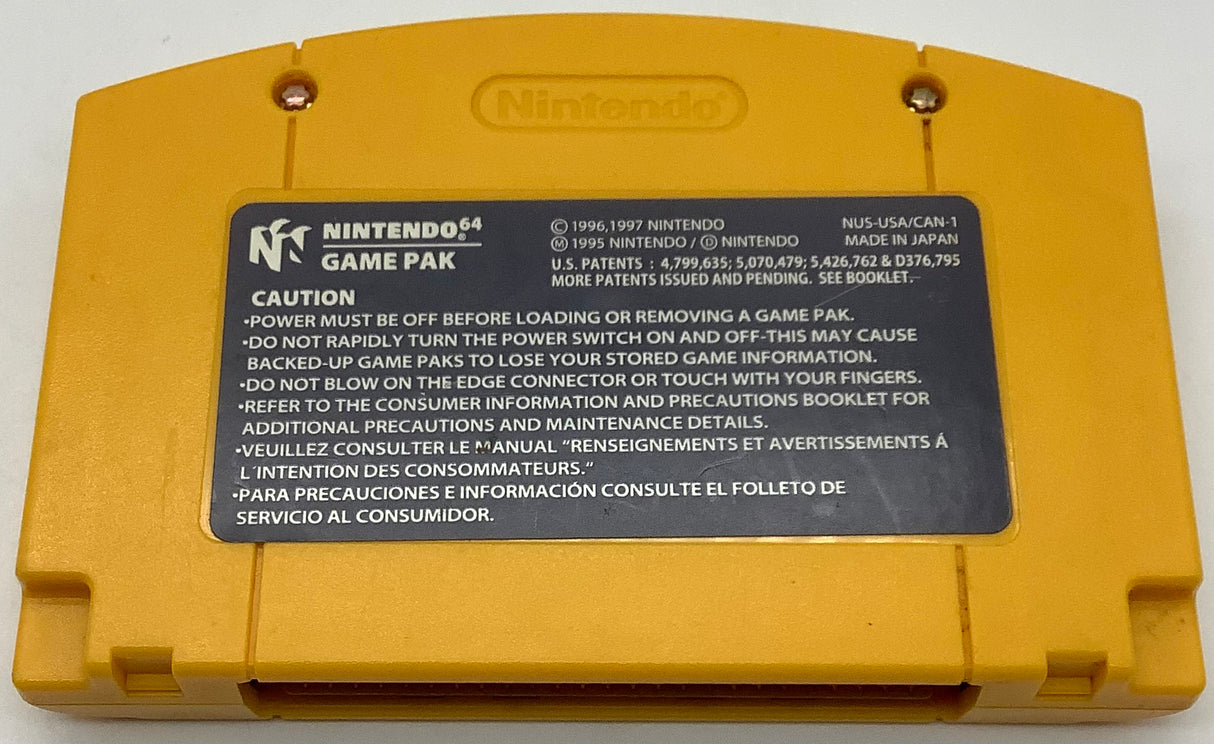 Nintendo®
NINTENDO®64
GAME PAK
© 1996,1997 NINTENDO
Ⓜ 1995 NINTENDO / Ⓓ NINTENDO
NUS-USA/CAN-1
MADE IN JAPAN
U.S. PATENTS : 4,799,635; 5,070,479; 5,426,762 & D376,795
MORE PATENTS ISSUED AND PENDING. SEE BOOKLET.
CAUTION
•POWER MUST BE OFF BEFORE LOADING OR REMOVING A GAME PAK.
•DO NOT RAPIDLY TURN THE POWER SWITCH ON AND OFF-THIS MAY CAUSE
BACKED-UP GAME PAKS TO LOSE YOUR STORED GAME INFORMATION.
•DO NOT BLOW ON THE EDGE CONNECTOR OR TOUCH WITH YOUR FINGERS.
•REFER TO THE CONSUMER INFORMATION AND PRECAUTIONS BOOKLET FOR
ADDITIONAL PRECAUTIONS AND MAINTENANCE DETAILS.
•VEUILLEZ CONSULTER LE MANUAL “RENSEIGNEMENTS ET AVERTISSEMENTS Á
L´INTENTION DES CONSOMMATEURS.”
•PARA PRECAUCIONES E INFORMACIÓN CONSULTE EL FOLLETO DE
SERVICIO AL CONSUMIDOR.